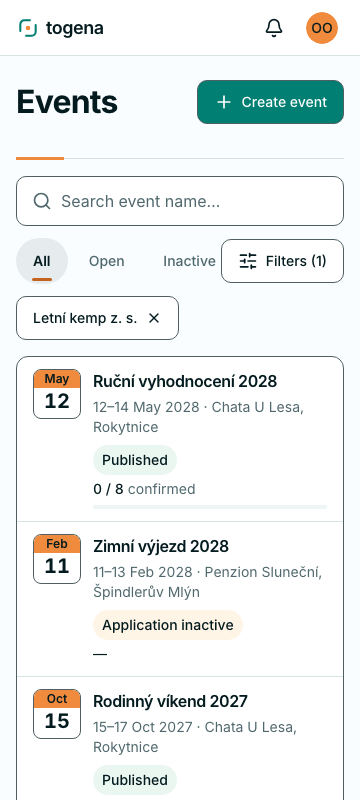 togena
OO
Events
Create event
Search event name...
All
Open
Inactive
Filters (1)
Letní kemp z. s.
May
12
Ruční vyhodnocení 2028
12–14 May 2028 · Chata U Lesa,
Rokytnice
Published
0 / 8 confirmed
Feb
11
Zimní výjezd 2028
11–13 Feb 2028 · Penzion Sluneční,
Špindlerův Mlýn
Application inactive
—
Oct
15
Rodinný víkend 2027
15–17 Oct 2027 · Chata U Lesa,
Rokytnice
Published